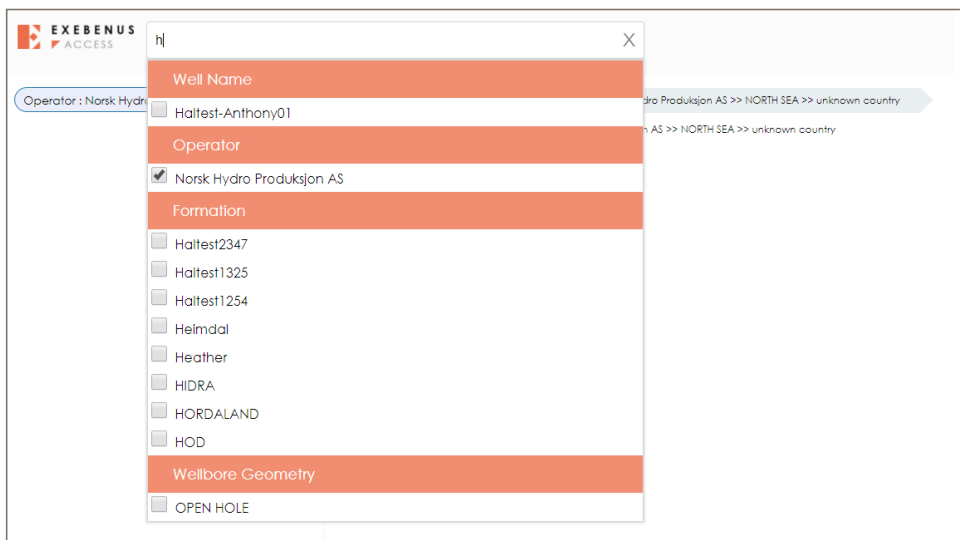 EXEBENUS
ACCESS
h
X
Well Name
Haltest-Anthony01
Operator
Norsk Hydro Produksjon AS
Formation
Haltest2347
Haltest1325
Haltest1254
Heimdal
Heather
HIDRA
HORDALAND
HOD
Wellbore Geometry
OPEN HOLE
Operator : Norsk Hydro
Produksjon AS >> NORTH SEA >> unknown country
AS >> NORTH SEA >> unknown country